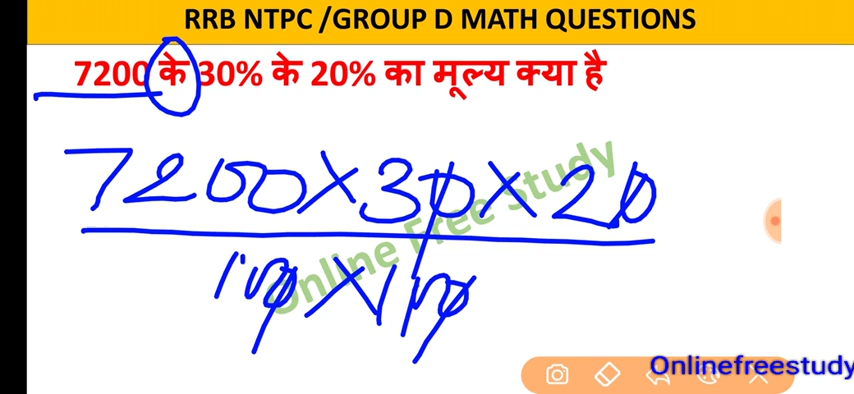 RRB NTPC /GROUP D MATH QUESTIONS
7200 के 30% के 20% का मूल्य क्या है
7200 × 30 × 20
100 × 100
Online Free Study
Onlinefreestudy